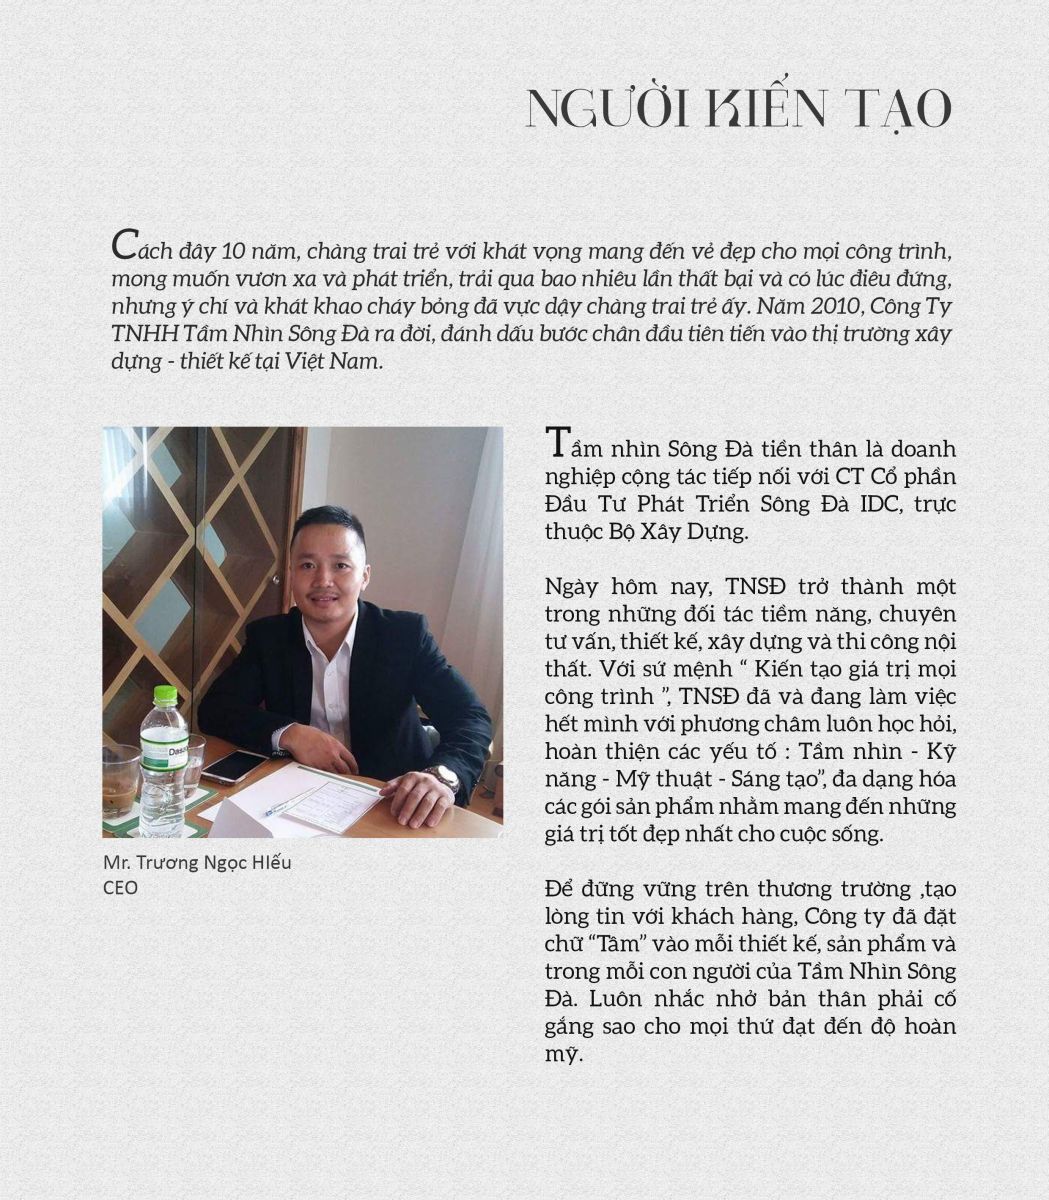 NGƯỜI KIẾN TẠO
Cách đây 10 năm, chàng trai trẻ với khát vọng mang đến vẻ đẹp cho mọi công trình,
mong muốn vươn xa và phát triển, trải qua bao nhiêu lần thất bại và có lúc điêu đứng,
nhưng ý chí và khát khao cháy bỏng đã vực dậy chàng trai trẻ ấy. Năm 2010, Công Ty
TNHH Tầm Nhìn Sông Đà ra đời, đánh dấu bước chân đầu tiên tiến vào thị trường xây
dựng - thiết kế tại Việt Nam.
Tầm nhìn Sông Đà tiền thân là doanh
nghiệp cộng tác tiếp nối với CT Cổ phần
Đầu Tư Phát Triển Sông Đà IDC, trực
thuộc Bộ Xây Dựng.
Ngày hôm nay, TNSĐ trở thành một
trong những đối tác tiềm năng, chuyên
tư vấn, thiết kế, xây dựng và thi công nội
thất. Với sứ mệnh “ Kiến tạo giá trị mọi
công trình ”, TNSĐ đã và đang làm việc
hết mình với phương châm luôn học hỏi,
hoàn thiện các yếu tố : Tầm nhìn - Kỹ
năng - Mỹ thuật - Sáng tạo”, đa dạng hóa
các gói sản phẩm nhằm mang đến những
giá trị tốt đẹp nhất cho cuộc sống.
Để đững vững trên thương trường ,tạo
lòng tin với khách hàng, Công ty đã đặt
chữ “Tâm” vào mỗi thiết kế, sản phẩm và
trong mỗi con người của Tầm Nhìn Sông
Đà. Luôn nhắc nhở bản thân phải cố
gắng sao cho mọi thứ đạt đến độ hoàn
mỹ.
Mr. Trương Ngọc HIếu
CEO